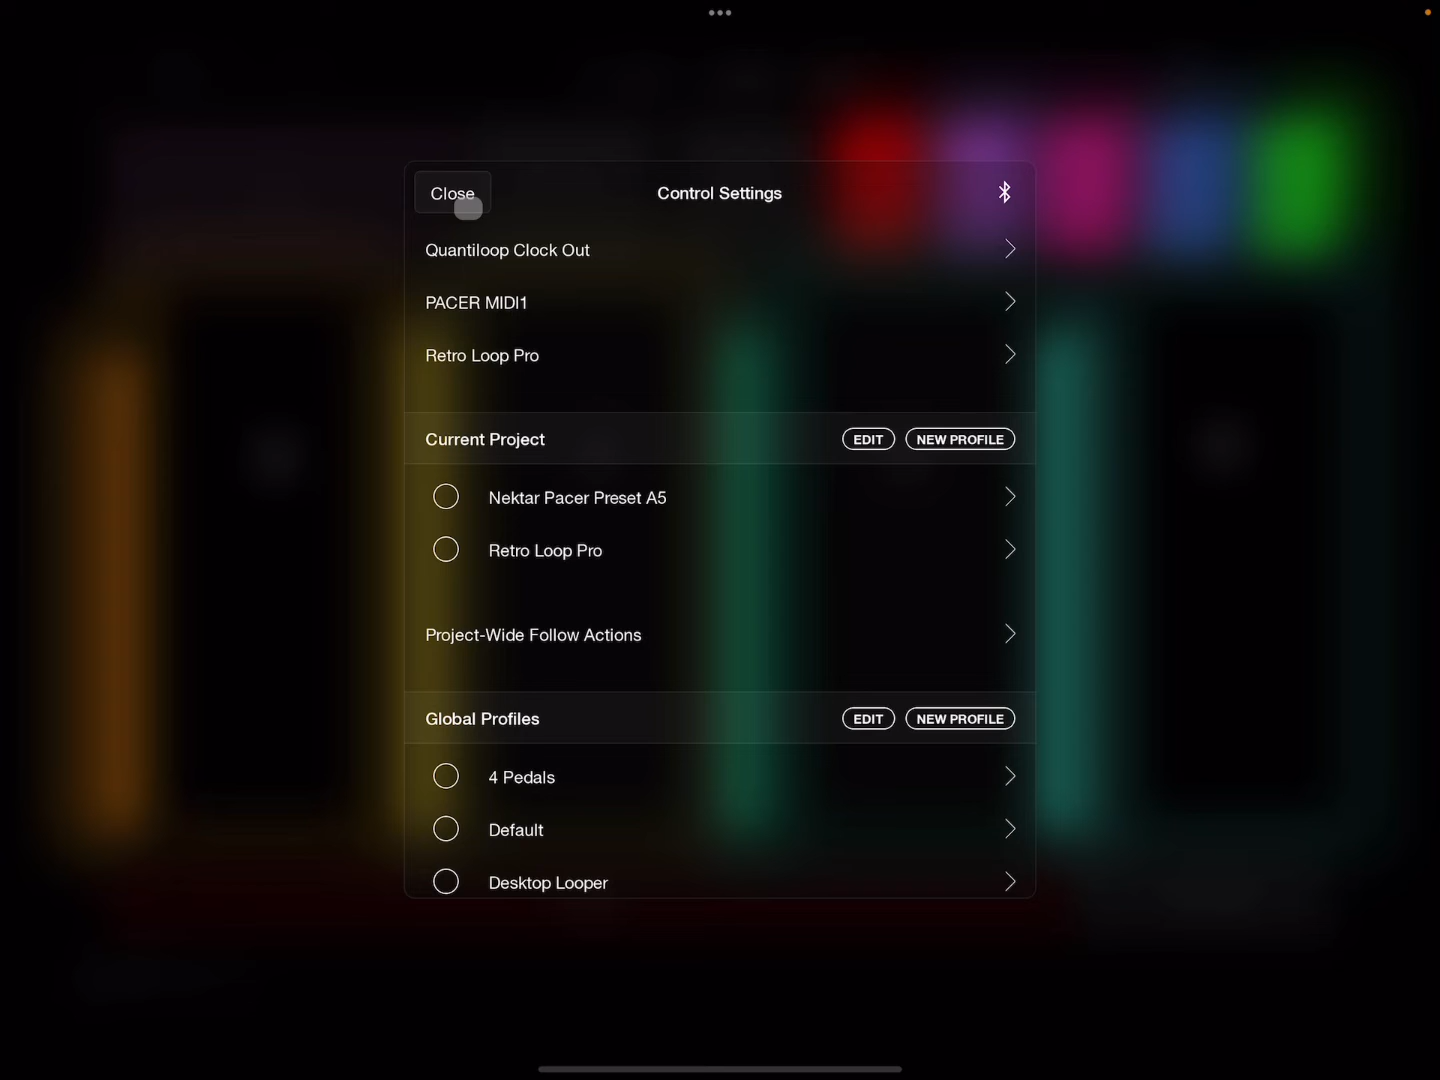 Close
Control Settings
Quantiloop Clock Out
PACER MIDI1
Retro Loop Pro
Current Project
EDIT
NEW PROFILE
Nektar Pacer Preset A5
Retro Loop Pro
Project-Wide Follow Actions
Global Profiles
EDIT
NEW PROFILE
4 Pedals
Default
Desktop Looper